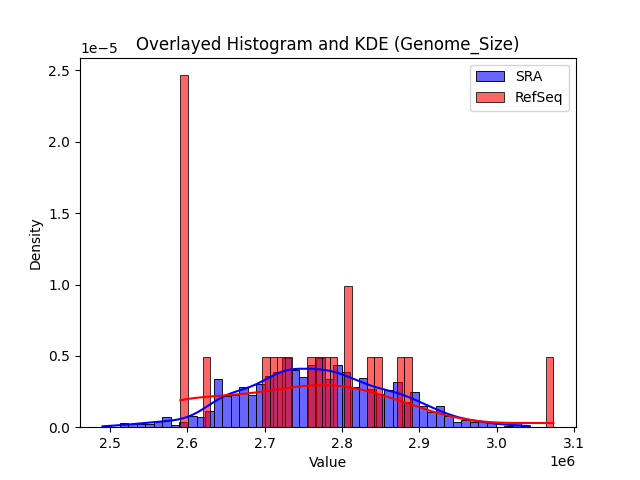 Overlayed Histogram and KDE (Genome_Size)
1e−5
SRA
RefSeq
2.5
2.0
1.5
1.0
0.5
0.0
Density
2.5 2.6 2.7 2.8 2.9 3.0 3.1
1e6
Value